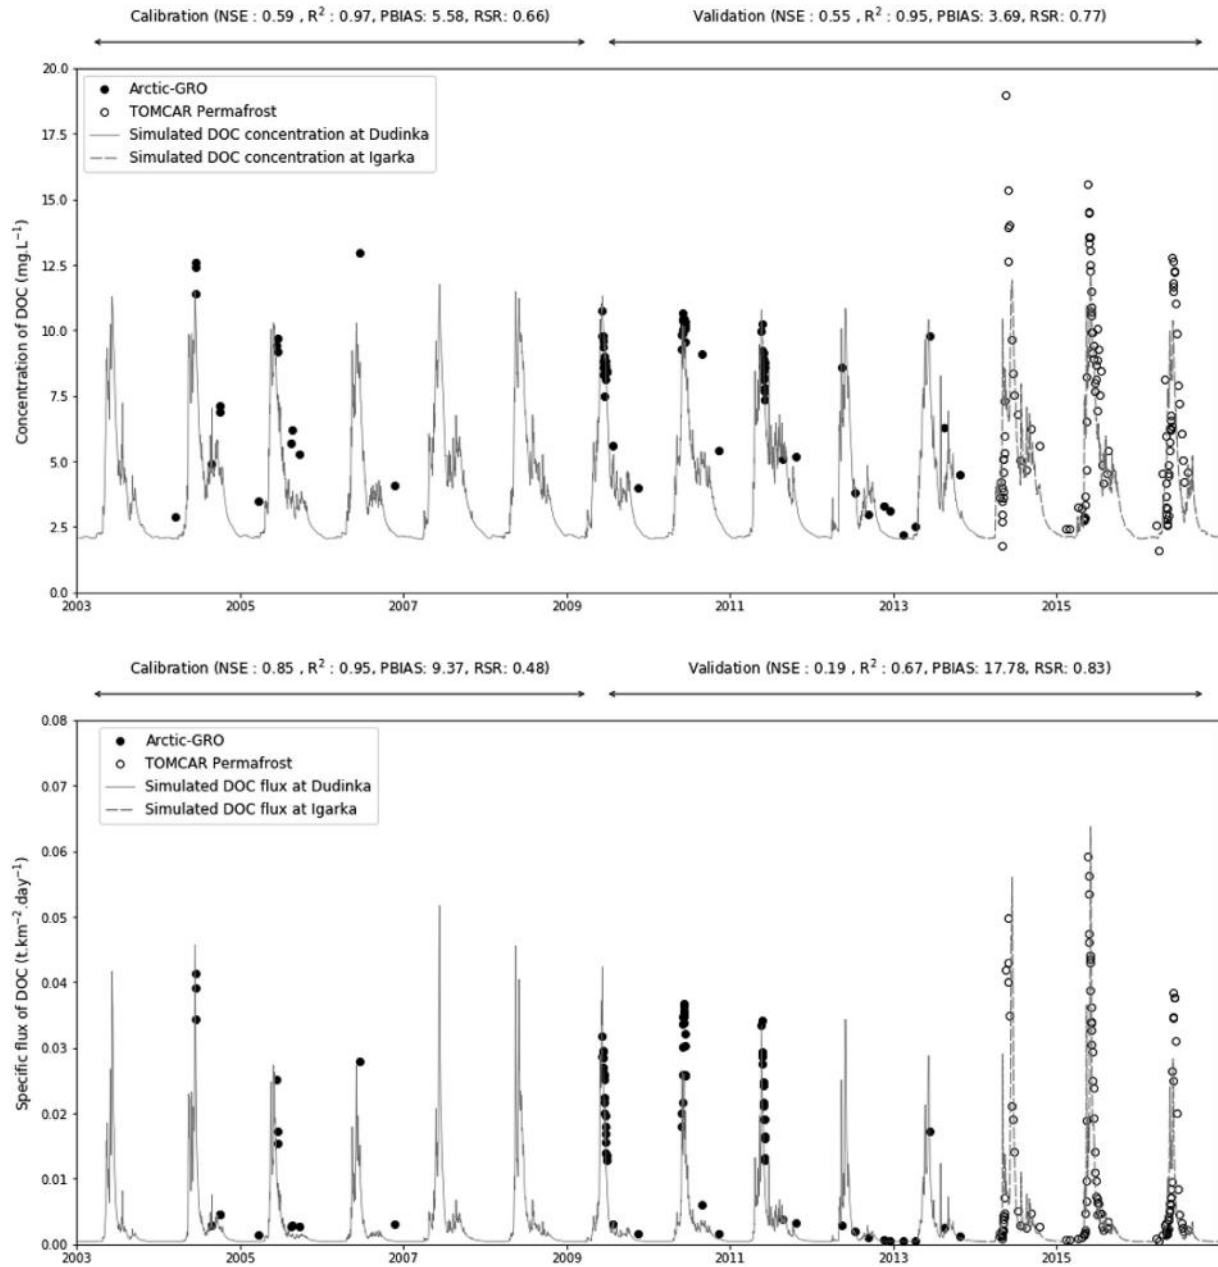 Calibration (NSE : 0.59 , R² : 0.97, PBIAS: 5.58, RSR: 0.66)
Validation (NSE : 0.55 , R² : 0.95, PBIAS: 3.69, RSR: 0.77)
20.0
17.5
15.0
12.5
10.0
7.5
5.0
2.5
0.0
Concentration of DOC (mg.L⁻¹)
Arctic-GRO
TOMCAR Permafrost
Simulated DOC concentration at Dudinka
Simulated DOC concentration at Igarka
2003 2005 2007 2009 2011 2013 2015
Calibration (NSE : 0.85 , R² : 0.95, PBIAS: 9.37, RSR: 0.48)
Validation (NSE : 0.19 , R² : 0.67, PBIAS: 17.78, RSR: 0.83)
0.08
0.07
0.06
0.05
0.04
0.03
0.02
0.01
0.00
Specific flux of DOC (t.km⁻².day⁻¹)
Arctic-GRO
TOMCAR Permafrost
Simulated DOC flux at Dudinka
Simulated DOC flux at Igarka
2003 2005 2007 2009 2011 2013 2015